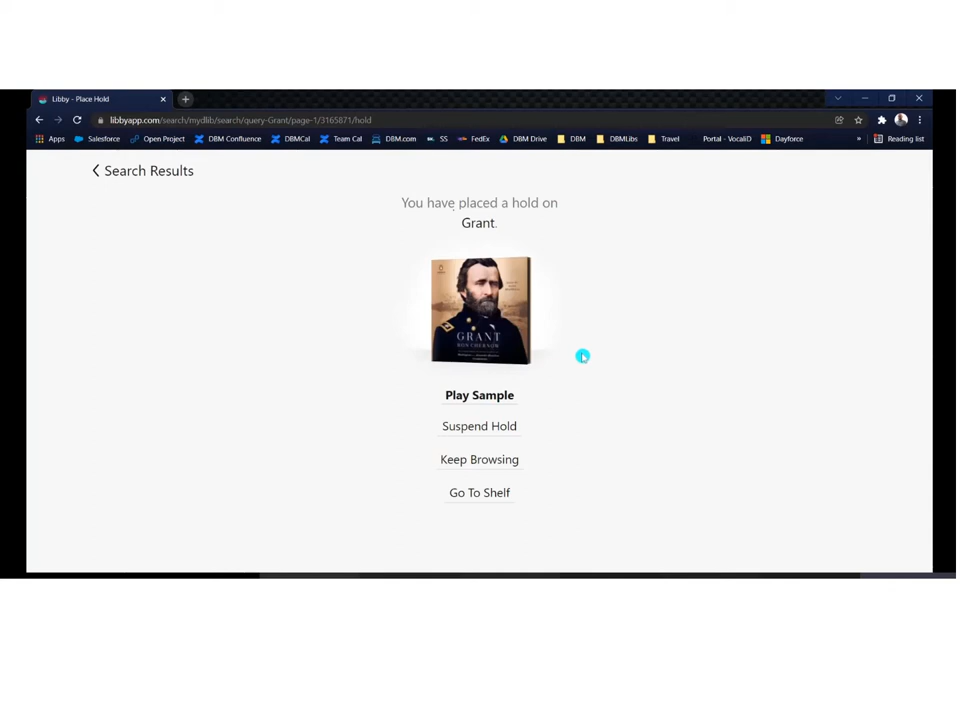 Libby - Place Hold
libbyapp.com/search/mydlib/search/query-Grant/page-1/3165871/hold
Apps Salesforce Open Project DBM Confluence DBMCal Team Cal DBM.com SS FedEx DBM Drive DBM DBMLibs Travel Portal - VocaliD Dayforce » Reading list
Search Results
You have placed a hold on
Grant.
GRANT
RON CHERNOW
Play Sample
Suspend Hold
Keep Browsing
Go To Shelf